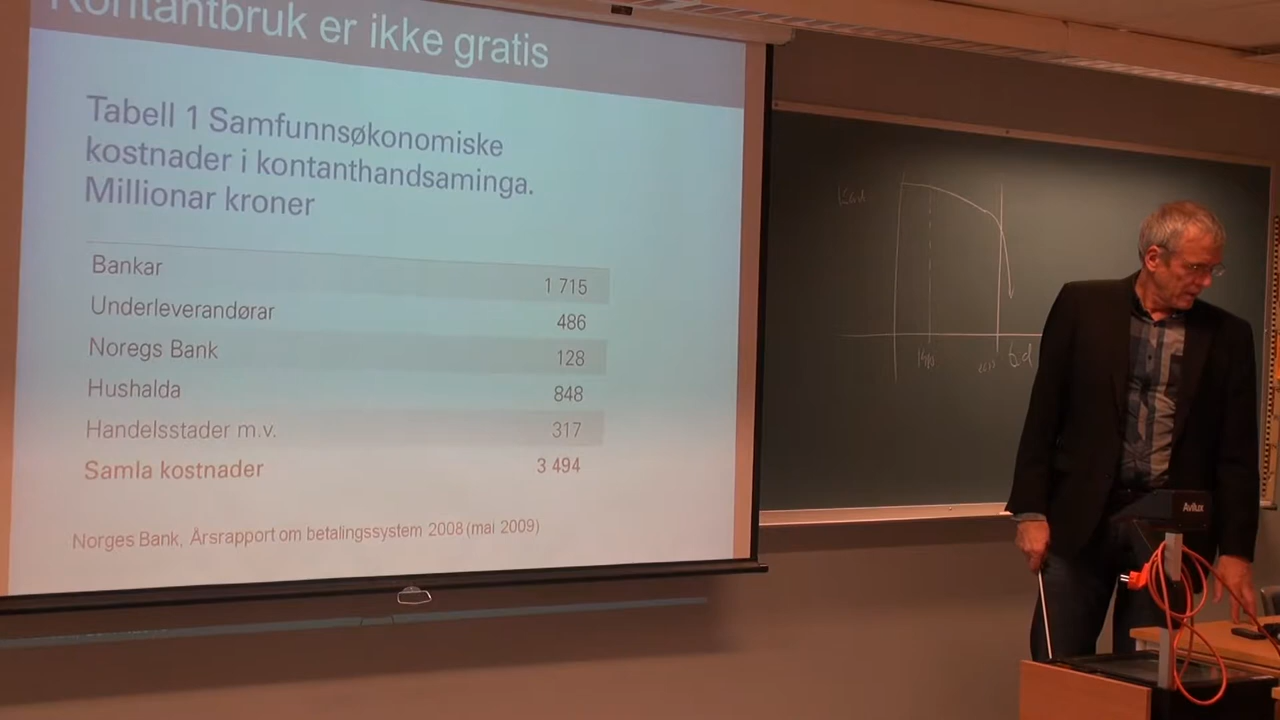 Kontantbruk er ikke gratis
Tabell 1 Samfunnsøkonomiske
kostnader i kontanthandsaminga.
Millionar kroner
Bankar 1 715
Underleverandørar 486
Noregs Bank 128
Hushalda 848
Handelsstader m.v. 317
Samla kostnader 3 494
Norges Bank, Årsrapport om betalingssystem 2008 (mai 2009)
Avilux